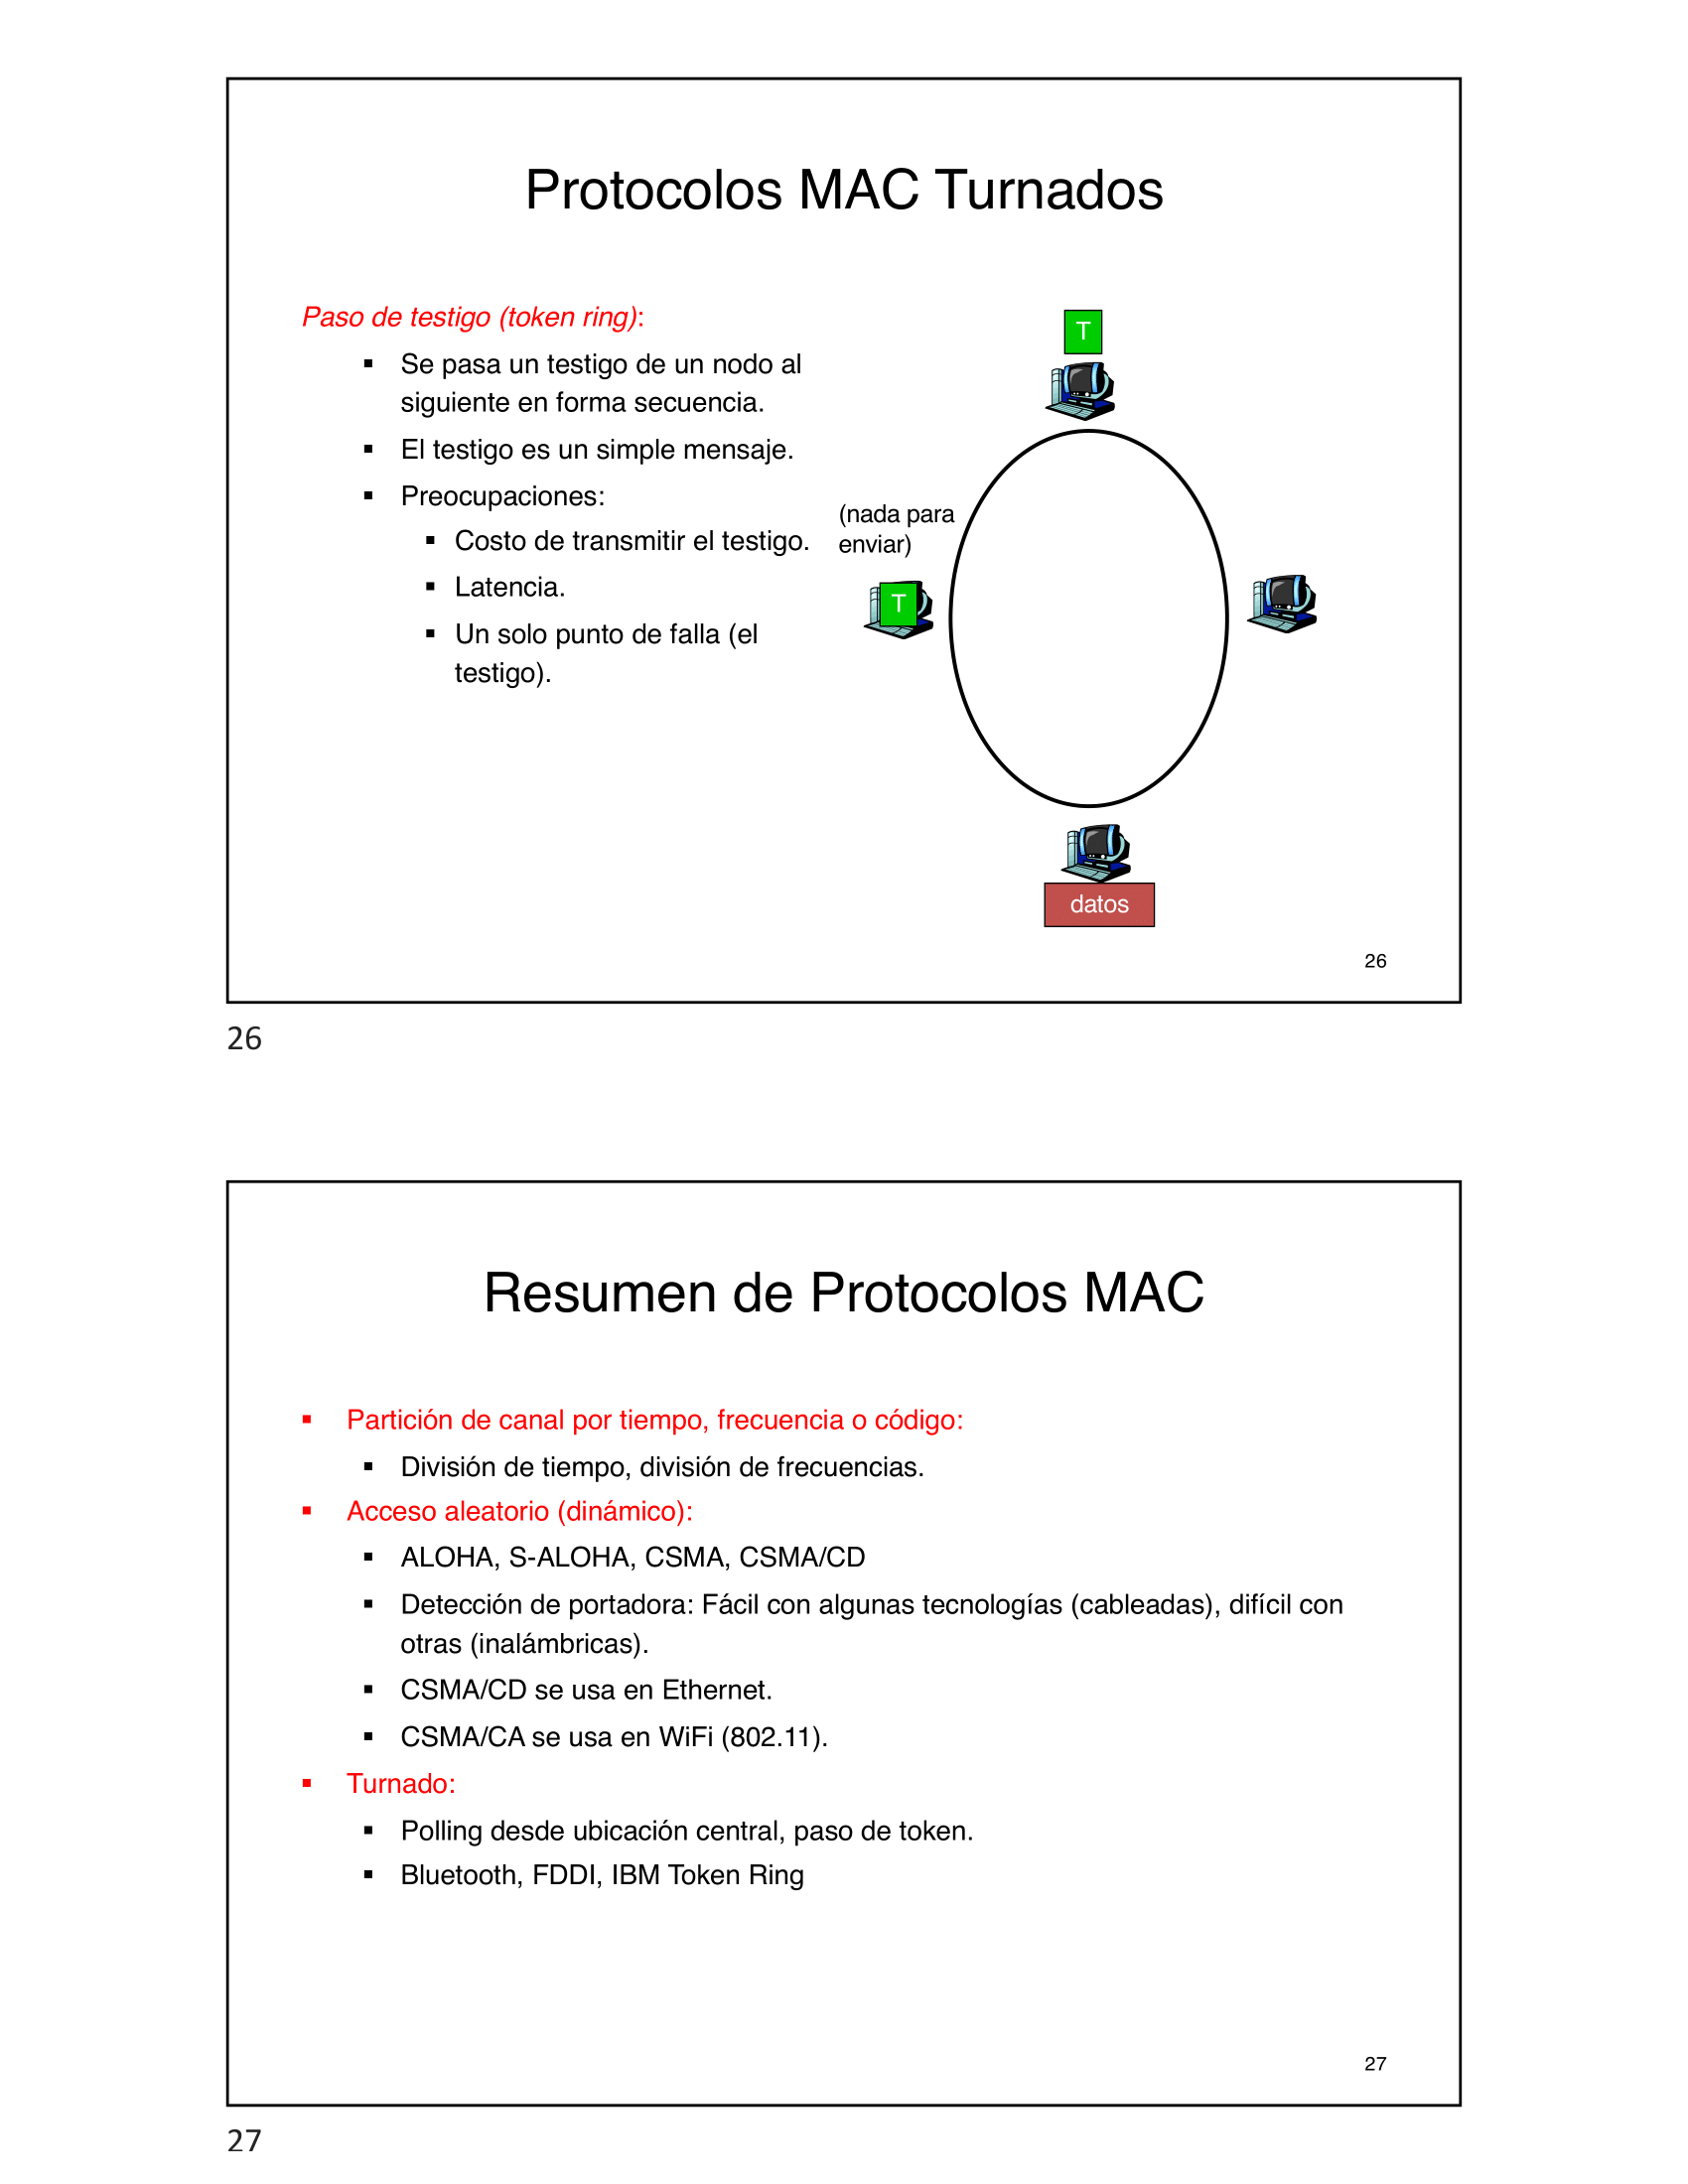 Protocolos MAC Turnados
Paso de testigo (token ring):
▪ Se pasa un testigo de un nodo al
siguiente en forma secuencia.
▪ El testigo es un simple mensaje.
▪ Preocupaciones:
▪ Costo de transmitir el testigo.
▪ Latencia.
▪ Un solo punto de falla (el
testigo).
T
(nada para
enviar)
T
datos
26
26
Resumen de Protocolos MAC
▪ Partición de canal por tiempo, frecuencia o código:
▪ División de tiempo, división de frecuencias.
▪ Acceso aleatorio (dinámico):
▪ ALOHA, S-ALOHA, CSMA, CSMA/CD
▪ Detección de portadora: Fácil con algunas tecnologías (cableadas), difícil con
otras (inalámbricas).
▪ CSMA/CD se usa en Ethernet.
▪ CSMA/CA se usa en WiFi (802.11).
▪ Turnado:
▪ Polling desde ubicación central, paso de token.
▪ Bluetooth, FDDI, IBM Token Ring
27
27